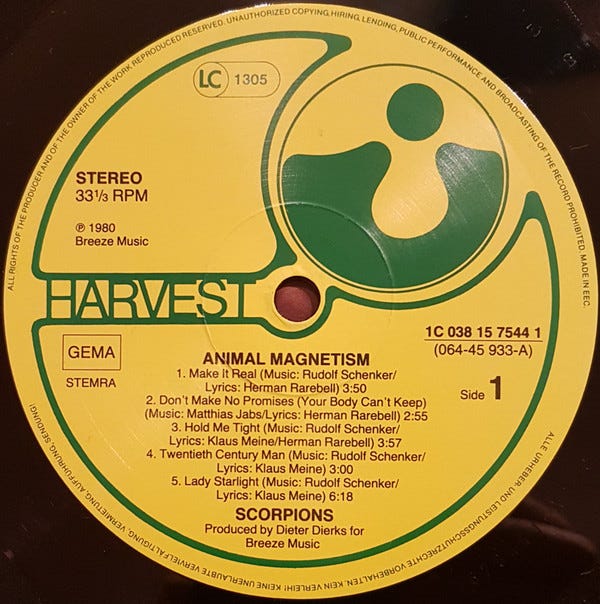 ALL RIGHTS OF THE PRODUCER AND OF THE OWNER OF THE WORK REPRODUCED RESERVED. UNAUTHORIZED COPYING, HIRING, LENDING, PUBLIC PERFORMANCE AND BROADCASTING OF THE RECORD PROHIBITED. MADE IN EEC.
LC 1305
STEREO
33⅓ RPM
℗ 1980
Breeze Music
HARVEST
1C 038 15 7544 1
(064-45 933-A)
GEMA
STEMRA
Side 1
ANIMAL MAGNETISM
1. Make It Real (Music: Rudolf Schenker/
Lyrics: Herman Rarebell) 3:50
2. Don't Make No Promises (Your Body Can't Keep)
(Music: Matthias Jabs/Lyrics: Herman Rarebell) 2:55
3. Hold Me Tight (Music: Rudolf Schenker/
Lyrics: Klaus Meine/Herman Rarebell) 3:57
4. Twentieth Century Man (Music: Rudolf Schenker/
Lyrics: Klaus Meine) 3:00
5. Lady Starlight (Music: Rudolf Schenker/
Lyrics: Klaus Meine) 6:18
SCORPIONS
Produced by Dieter Dierks for
Breeze Music
ALLE URHEBER- UND LEISTUNGSSCHUTZRECHTE VORBEHALTEN. KEIN VERLEIH! KEINE UNERLAUBTE VERVIELFÄLTIGUNG, VERMIETUNG, AUFFÜHRUNG, SENDUNG!